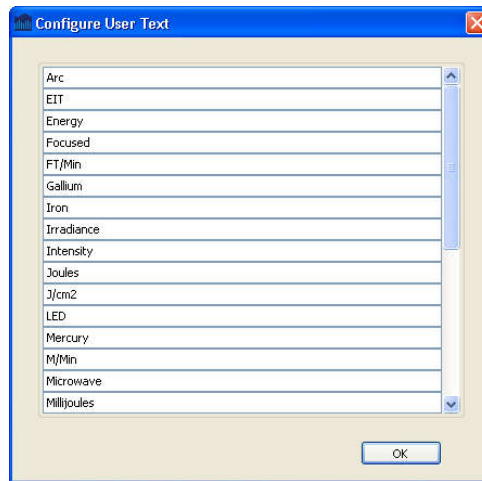 Configure User Text
Arc
EIT
Energy
Focused
FT/Min
Gallium
Iron
Irradiance
Intensity
Joules
J/cm2
LED
Mercury
M/Min
Microwave
Millijoules
OK